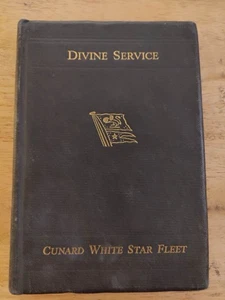 Divine Service
Cunard White Star Fleet